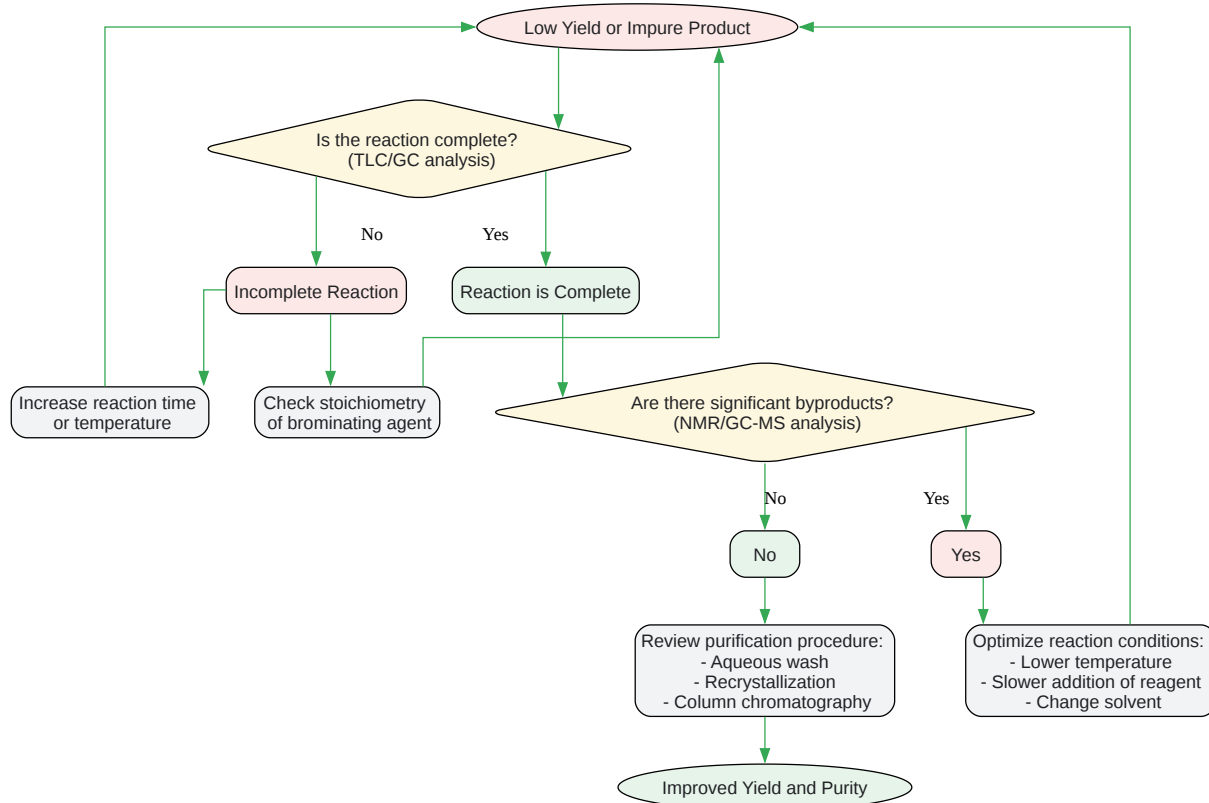 Low Yield or Impure Product
Is the reaction complete?
(TLC/GC analysis)
No
Yes
Incomplete Reaction
Reaction is Complete
Increase reaction time
or temperature
Check stoichiometry
of brominating agent
Are there significant byproducts?
(NMR/GC-MS analysis)
No
Yes
No
Yes
Review purification procedure:
- Aqueous wash
- Recrystallization
- Column chromatography
Optimize reaction conditions:
- Lower temperature
- Slower addition of reagent
- Change solvent
Improved Yield and Purity